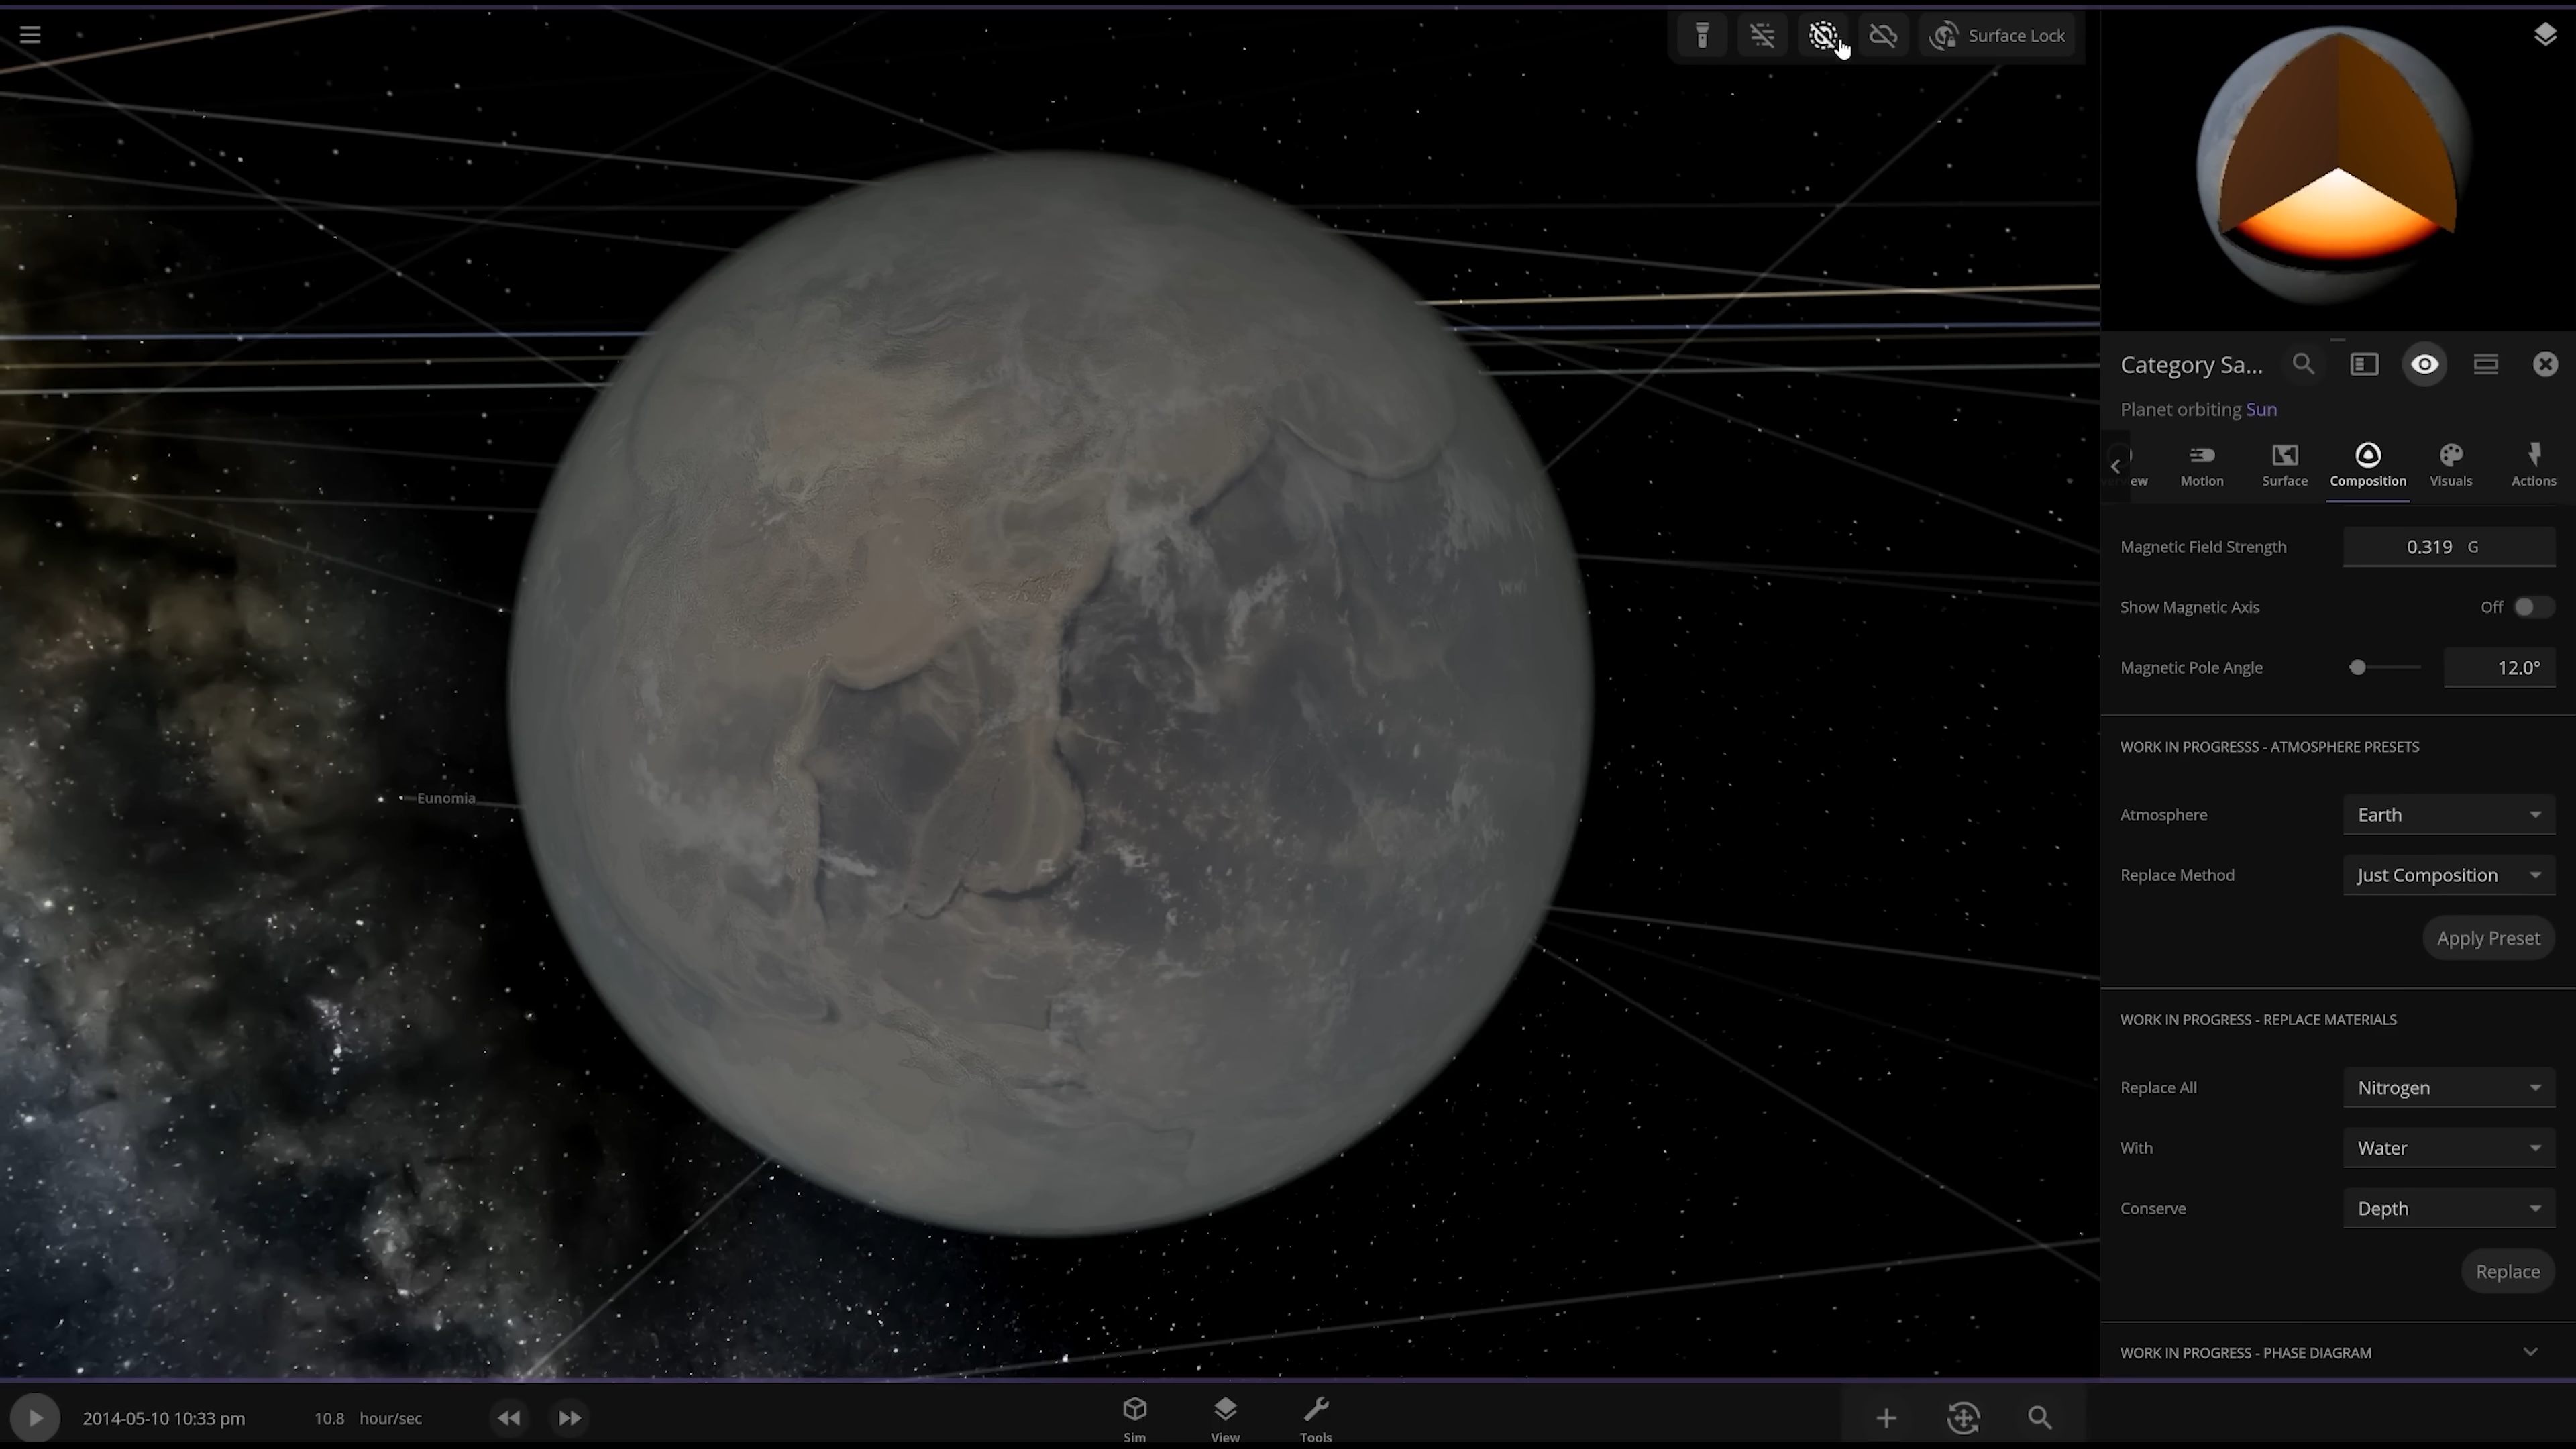 Surface Lock
Category Sa...
Planet orbiting Sun
ew
Motion
Surface
Composition
Visuals
Actions
Magnetic Field Strength
0.319 G
Show Magnetic Axis
Off
Magnetic Pole Angle
12.0°
WORK IN PROGRESSS - ATMOSPHERE PRESETS
Atmosphere
Earth
Replace Method
Just Composition
Apply Preset
WORK IN PROGRESS - REPLACE MATERIALS
Replace All
Nitrogen
With
Water
Conserve
Depth
Replace
WORK IN PROGRESS - PHASE DIAGRAM
Eunomia
2014-05-10 10:33 pm
10.8 hour/sec
Sim
View
Tools